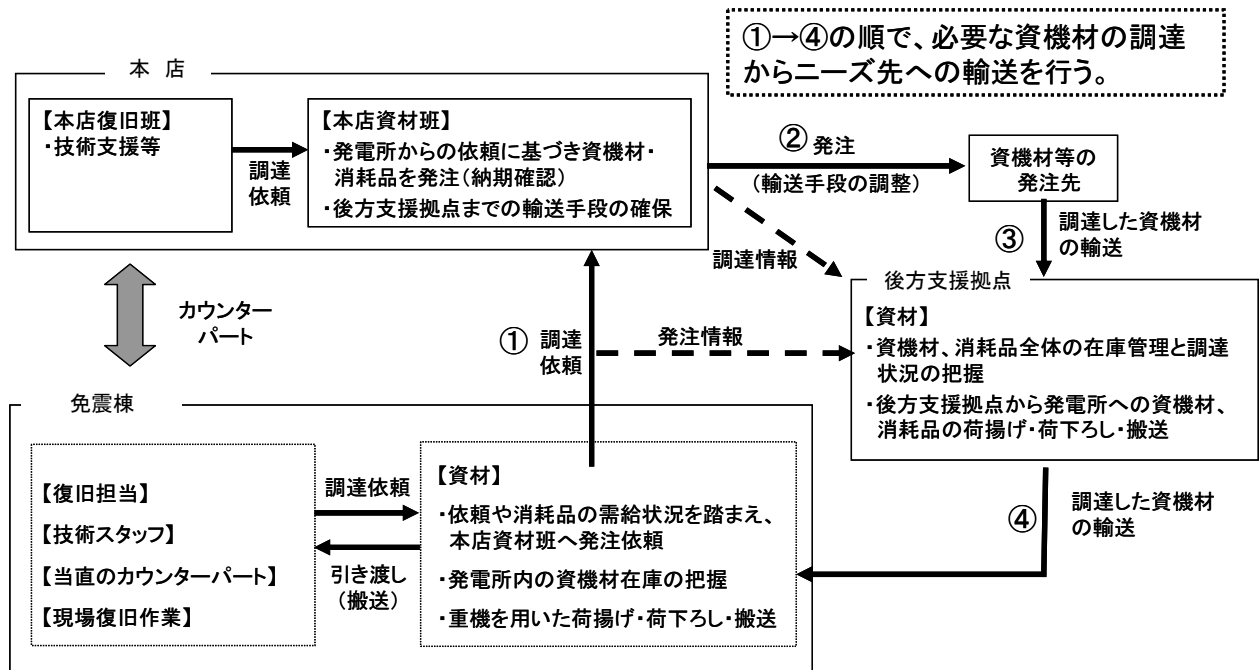 ①→④の順で、必要な資機材の調達
からニーズ先への輸送を行う。
本 店
【本店復旧班】
・技術支援等
調達
依頼
【本店資材班】
・発電所からの依頼に基づき資機材・
消耗品を発注（納期確認）
・後方支援拠点までの輸送手段の確保
② 発注
（輸送手段の調整）
資機材等の
発注先
③
調達した資機材
の輸送
調達情報
カウンター
パート
① 調達
依頼
発注情報
後方支援拠点
【資材】
・資機材、消耗品全体の在庫管理と調達
状況の把握
・後方支援拠点から発電所への資機材、
消耗品の荷揚げ・荷下ろし・搬送
免震棟
【復旧担当】
【技術スタッフ】
【当直のカウンターパート】
【現場復旧作業】
調達依頼
引き渡し
（搬送）
【資材】
・依頼や消耗品の需給状況を踏まえ、
本店資材班へ発注依頼
・発電所内の資機材在庫の把握
・重機を用いた荷揚げ・荷下ろし・搬送
④
調達した資機材
の輸送